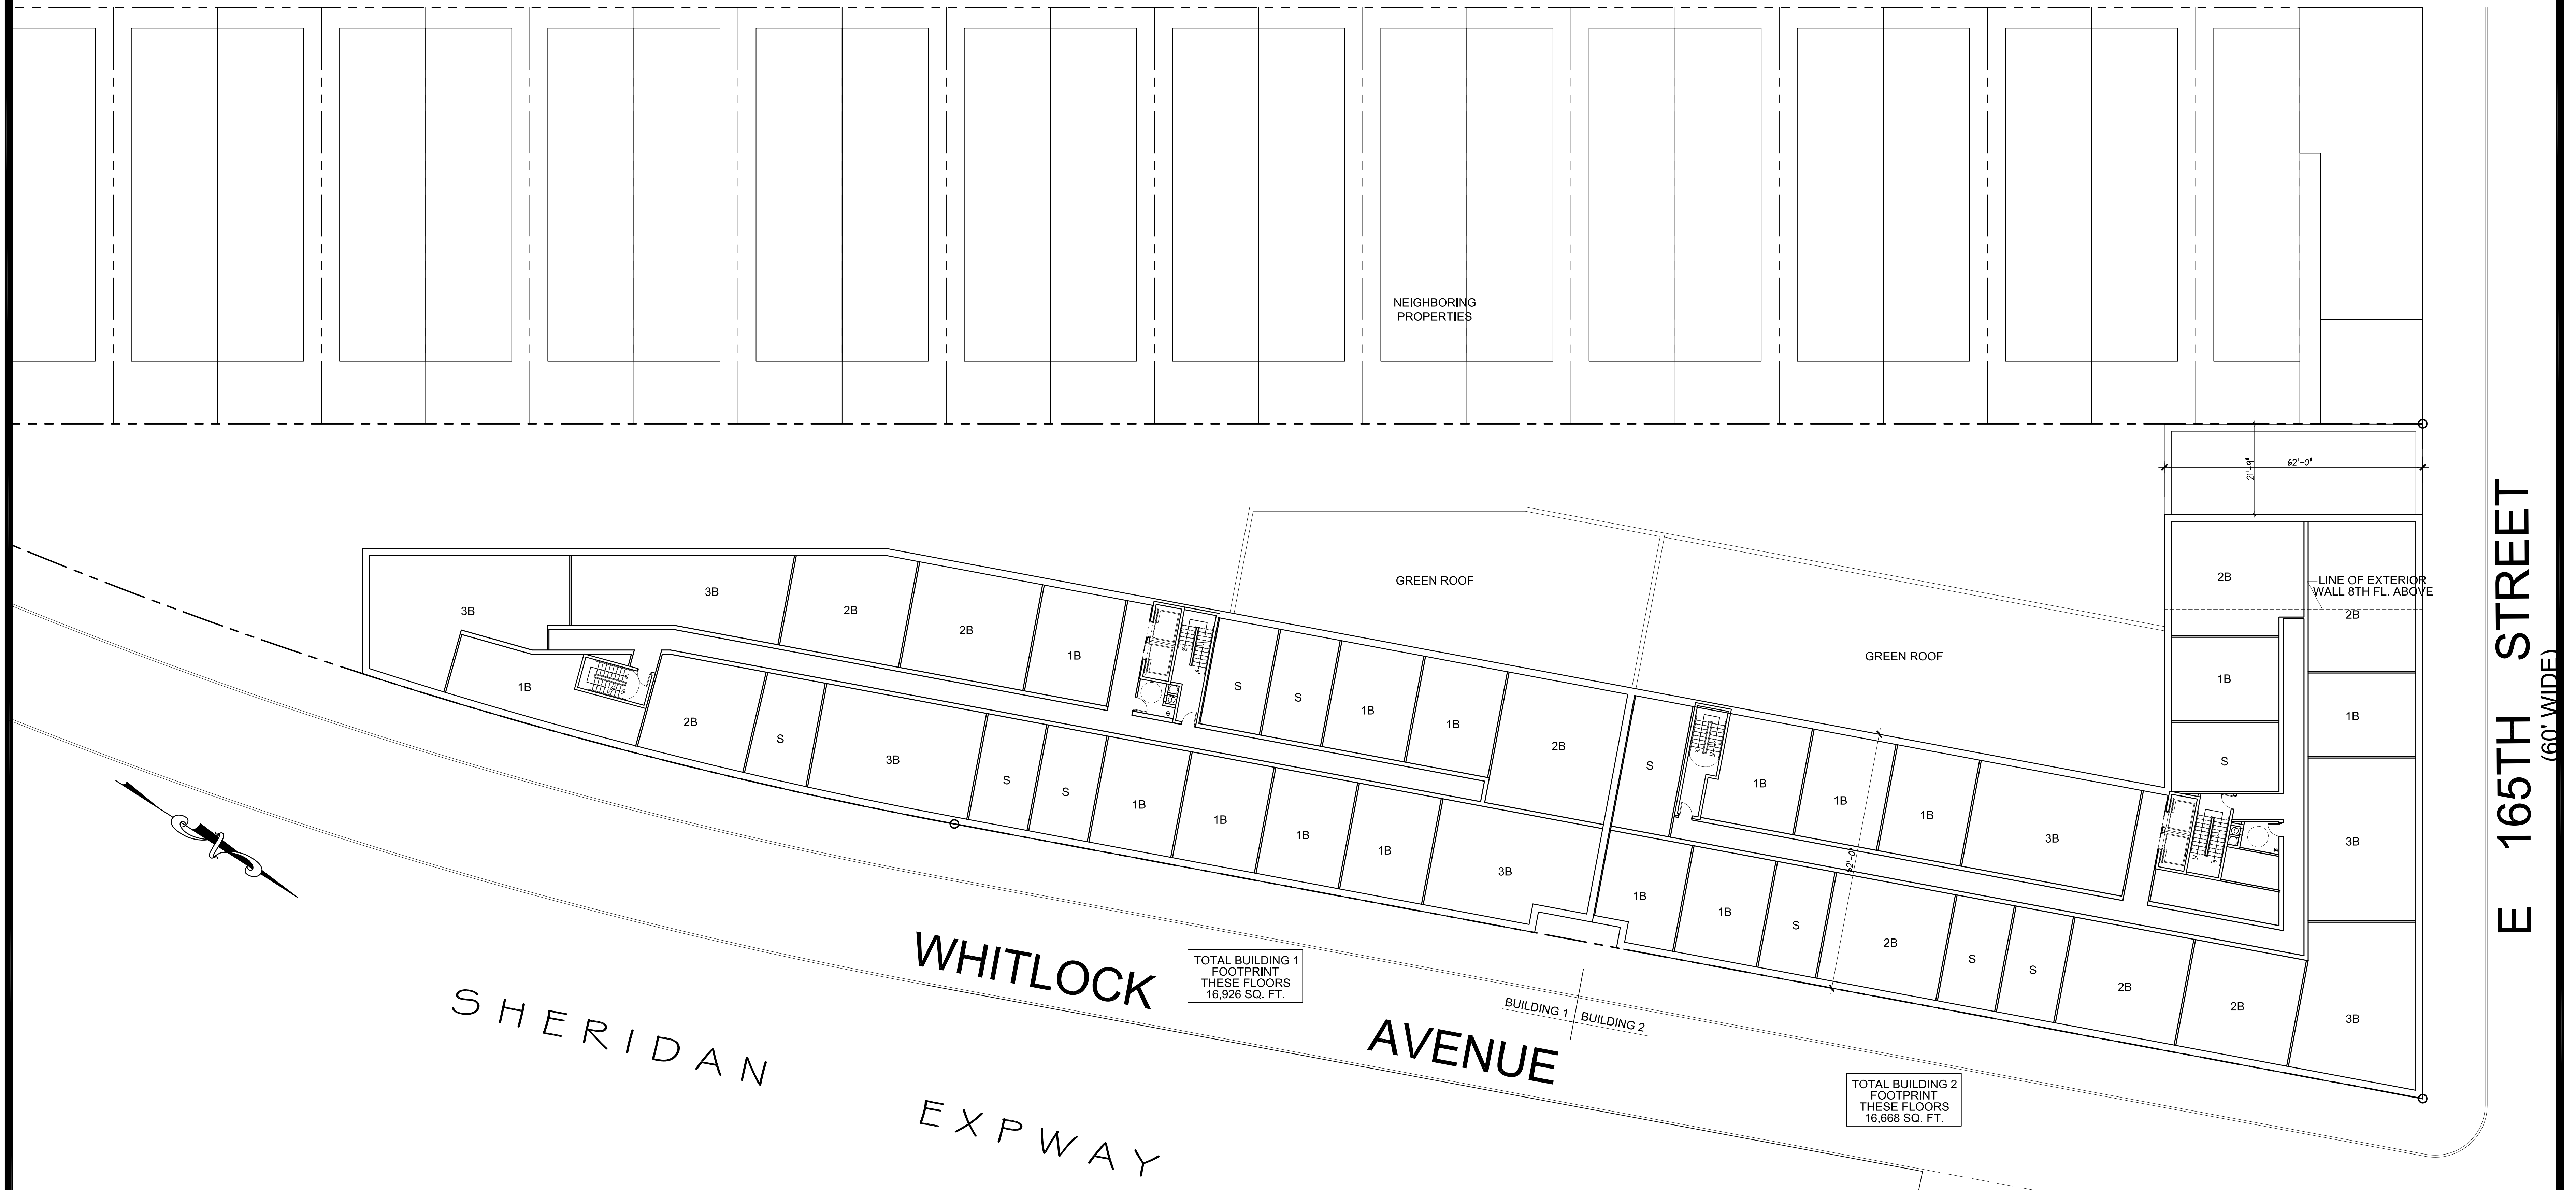 NEIGHBORING
PROPERTIES
62'-0"
21'-9"
GREEN ROOF
GREEN ROOF
2B
LINE OF EXTERIOR
WALL 8TH FL. ABOVE
2B
3B
3B
2B
2B
1B
1B
2B
S
3B
S
S
1B
1B
2B
S
S
1B
1B
1B
1B
3B
S
1B
1B
1B
3B
62'-0"
1B
1B
S
2B
S
S
2B
2B
3B
1B
S
1B
3B
E 165TH STREET
(60' WIDE)
WHITLOCK
AVENUE
SHERIDAN
EXPWAY
TOTAL BUILDING 1
FOOTPRINT
THESE FLOORS
16,926 SQ. FT.
BUILDING 1
BUILDING 2
TOTAL BUILDING 2
FOOTPRINT
THESE FLOORS
16,668 SQ. FT.